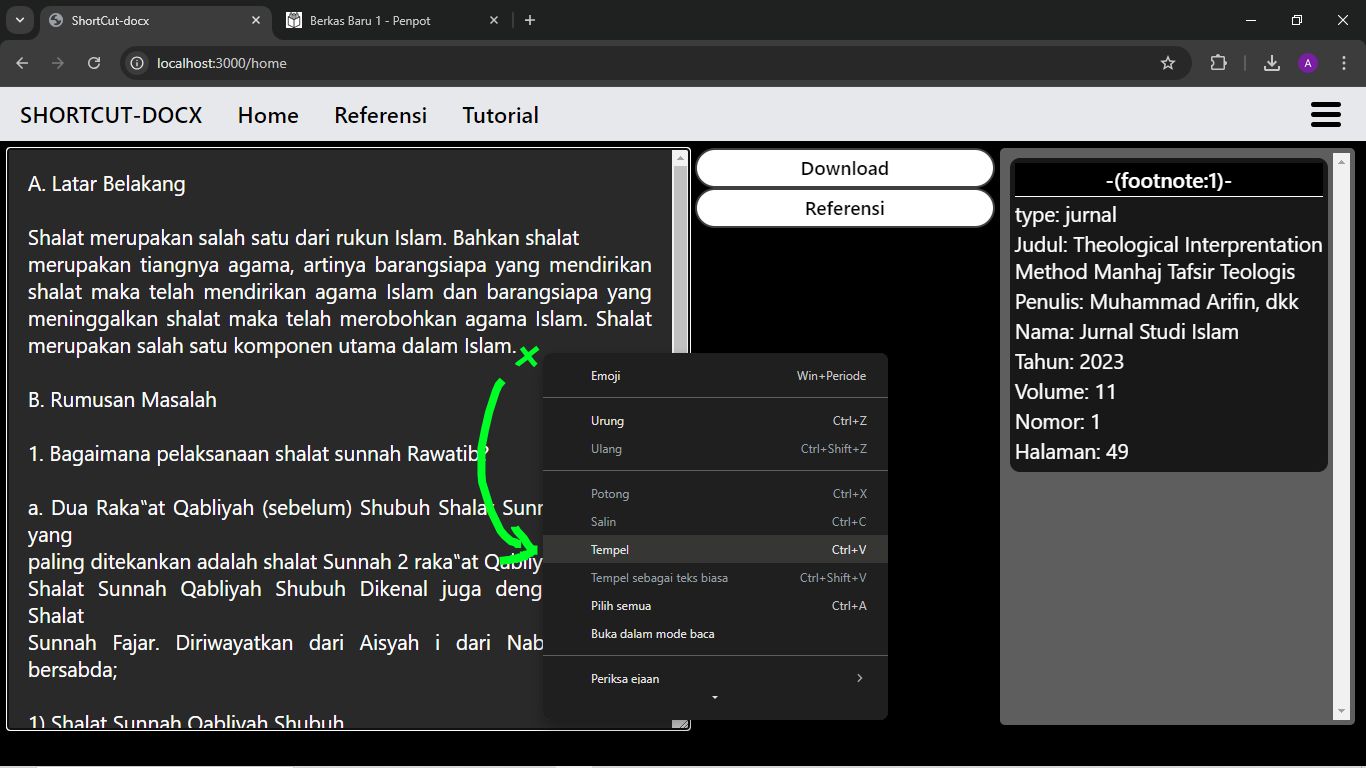 ShortCut-docx
Berkas Baru 1 - Penpot
localhost:3000/home
A
SHORTCUT-DOCX Home Referensi Tutorial
A. Latar Belakang
Shalat merupakan salah satu dari rukun Islam. Bahkan shalat
merupakan tiangnya agama, artinya barangsiapa yang mendirikan
shalat maka telah mendirikan agama Islam dan barangsiapa yang
meninggalkan shalat maka telah merobohkan agama Islam. Shalat
merupakan salah satu komponen utama dalam Islam.
B. Rumusan Masalah
1. Bagaimana pelaksanaan shalat sunnah Rawatib?
a. Dua Raka‟at Qabliyah (sebelum) Shubuh Shalat Sunn
yang
paling ditekankan adalah shalat Sunnah 2 raka‟at Qabliy
Shalat Sunnah Qabliyah Shubuh Dikenal juga deng
Shalat
Sunnah Fajar. Diriwayatkan dari Aisyah i dari Nab
bersabda;
1) Shalat Sunnah Qabliyah Shubuh
Emoji Win+Periode
Urung Ctrl+Z
Ulang Ctrl+Shift+Z
Potong Ctrl+X
Salin Ctrl+C
Tempel Ctrl+V
Tempel sebagai teks biasa Ctrl+Shift+V
Pilih semua Ctrl+A
Buka dalam mode baca
Periksa ejaan
Download
Referensi
-(footnote:1)-
type: jurnal
Judul: Theological Interprentation
Method Manhaj Tafsir Teologis
Penulis: Muhammad Arifin, dkk
Nama: Jurnal Studi Islam
Tahun: 2023
Volume: 11
Nomor: 1
Halaman: 49